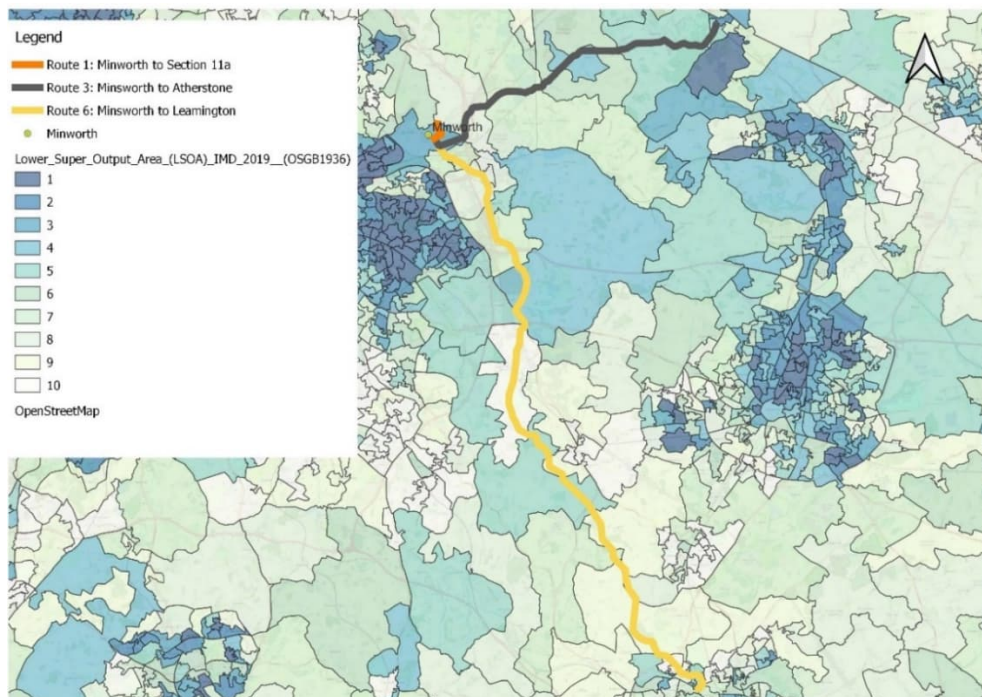 Legend
Route 1: Minworth to Section 11a
Route 3: Minsworth to Atherstone
Route 6: Minsworth to Leamington
Minworth
Lower_Super_Output_Area_(LSOA)_IMD_2019__(OSGB1936)
1
2
3
4
5
6
7
8
9
10
OpenStreetMap
Minworth